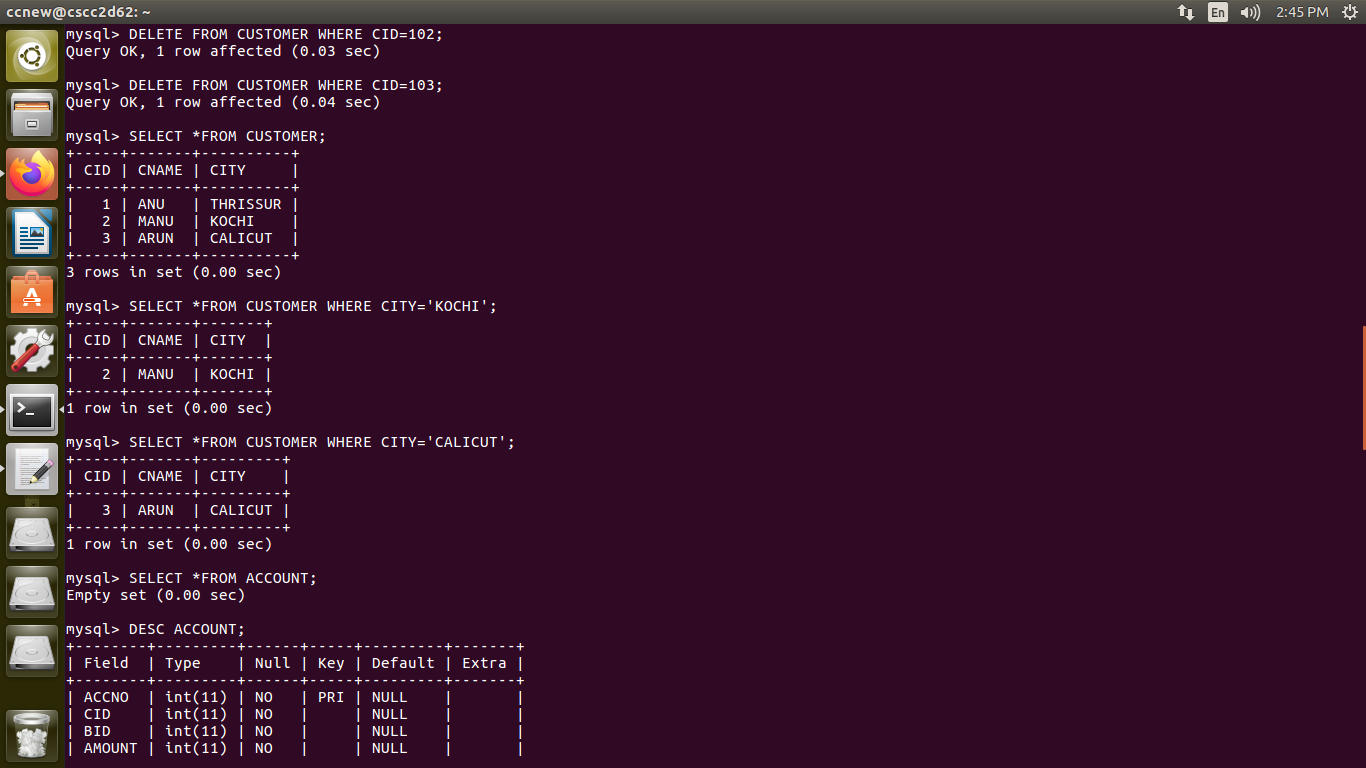 ccnew@cscc2d62: ~
En
2:45 PM
mysql> DELETE FROM CUSTOMER WHERE CID=102;
Query OK, 1 row affected (0.03 sec)
mysql> DELETE FROM CUSTOMER WHERE CID=103;
Query OK, 1 row affected (0.04 sec)
mysql> SELECT *FROM CUSTOMER;
+-----+-------+----------+
| CID | CNAME | CITY     |
+-----+-------+----------+
|   1 | ANU   | THRISSUR |
|   2 | MANU  | KOCHI    |
|   3 | ARUN  | CALICUT  |
+-----+-------+----------+
3 rows in set (0.00 sec)
mysql> SELECT *FROM CUSTOMER WHERE CITY='KOCHI';
+-----+-------+-------+
| CID | CNAME | CITY  |
+-----+-------+-------+
|   2 | MANU  | KOCHI |
+-----+-------+-------+
1 row in set (0.00 sec)
mysql> SELECT *FROM CUSTOMER WHERE CITY='CALICUT';
+-----+-------+---------+
| CID | CNAME | CITY    |
+-----+-------+---------+
|   3 | ARUN  | CALICUT |
+-----+-------+---------+
1 row in set (0.00 sec)
mysql> SELECT *FROM ACCOUNT;
Empty set (0.00 sec)
mysql> DESC ACCOUNT;
+--------+---------+------+-----+---------+-------+
| Field  | Type    | Null | Key | Default | Extra |
+--------+---------+------+-----+---------+-------+
| ACCNO  | int(11) | NO   | PRI | NULL    |       |
| CID    | int(11) | NO   |     | NULL    |       |
| BID    | int(11) | NO   |     | NULL    |       |
| AMOUNT | int(11) | NO   |     | NULL    |       |